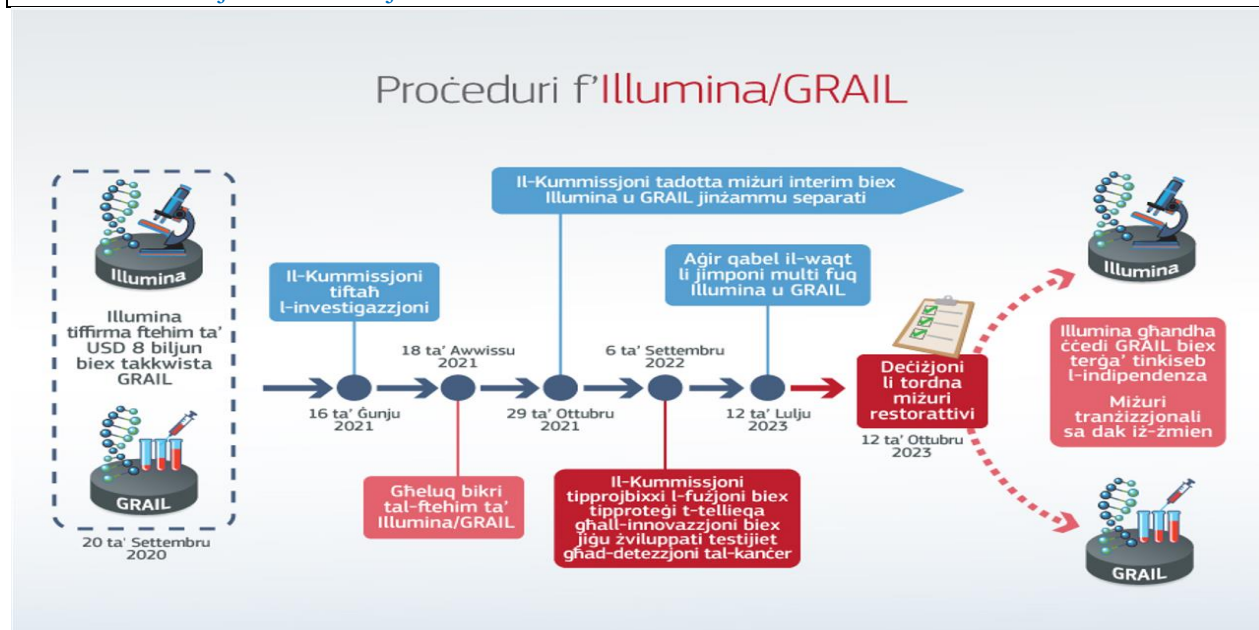 Proċeduri f'Illumina/GRAIL
Illumina
Illumina
tiffirma ftehim ta'
USD 8 biljun
biex takkwista
GRAIL
GRAIL
20 ta' Settembru
2020
Il-Kummissjoni
tiftaħ
l-investigazzjoni
16 ta' Ġunju
2021
18 ta' Awwissu
2021
Għeluq bikri
tal-ftehim ta'
Illumina/GRAIL
Il-Kummissjoni tadotta miżuri interim biex
Illumina u GRAIL jinżammu separati
29 ta' Ottubru
2021
6 ta' Settembru
2022
Il-Kummissjoni
tipprojbixxi l-fużjoni biex
tipproteġi t-tellieqa
għall-innovazzjoni biex
jiġu żviluppati testijiet
għad-detezzjoni tal-kanċer
Aġir qabel il-waqt
li jimponi multi fuq
Illumina u GRAIL
12 ta' Lulju
2023
Deċiżjoni
li tordna
miżuri
restorattivi
12 ta' Ottubru
2023
Illumina
Illumina għandha
ċċedi GRAIL biex
terġa' tinkiseb
l-indipendenza
Miżuri
tranżizzjonali
sa dak iż-żmien
GRAIL